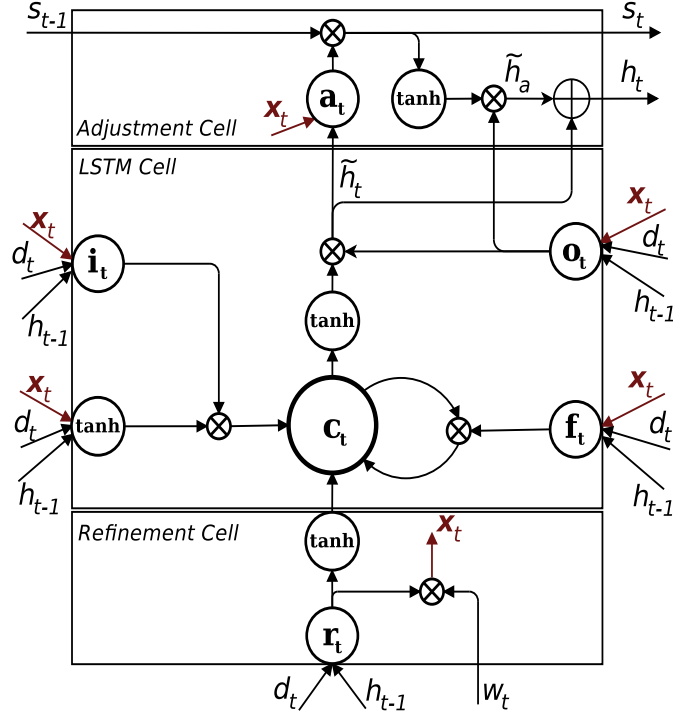 s_{t-1} s_t
h̃_a h_t
a_t tanh
x_t
Adjustment Cell
LSTM Cell
h̃_t
x_t x_t
d_t i_t o_t d_t
h_{t-1} h_{t-1}
tanh
x_t x_t
d_t tanh c_t f_t d_t
h_{t-1} h_{t-1}
Refinement Cell x_t
tanh
r_t
d_t h_{t-1} w_t